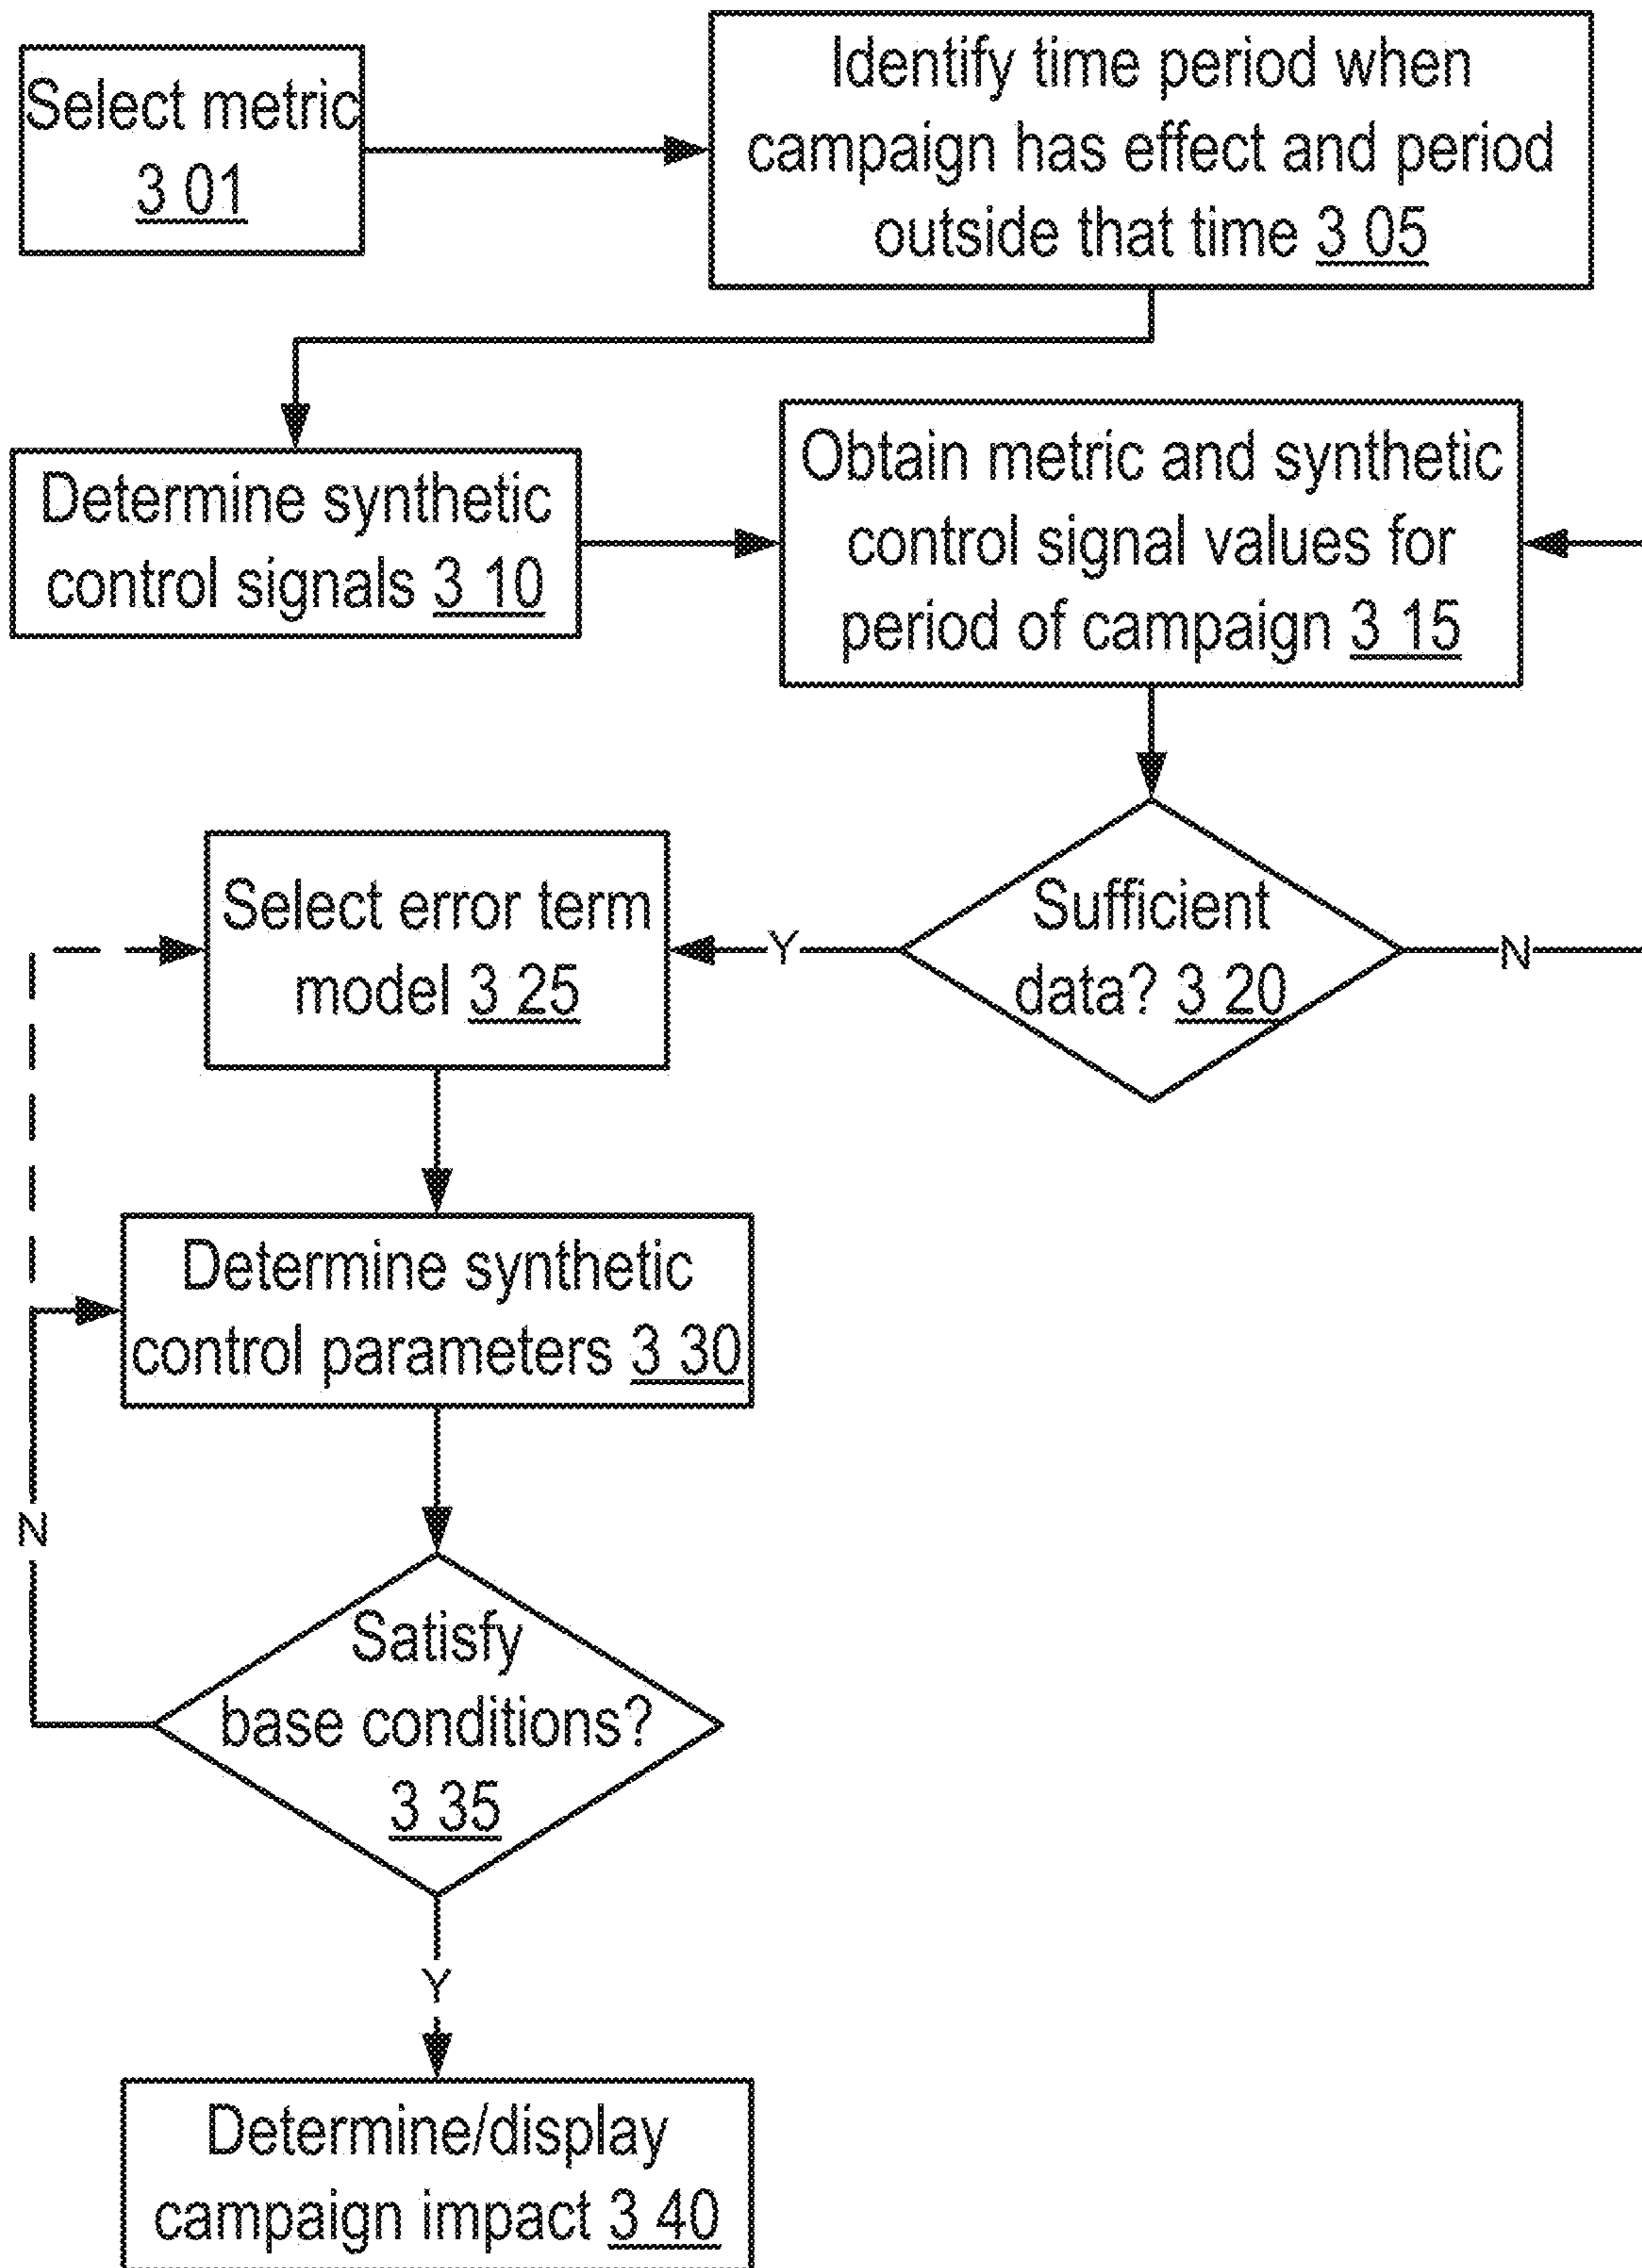 Select metric
3 01
Identify time period when
campaign has effect and period
outside that time 3 05
Determine synthetic
control signals 3 10
Obtain metric and synthetic
control signal values for
period of campaign 3 15
Sufficient
data? 3 20
Y
N
Select error term
model 3 25
Determine synthetic
control parameters 3 30
N
Satisfy
base conditions?
3 35
Y
Determine/display
campaign impact 3 40